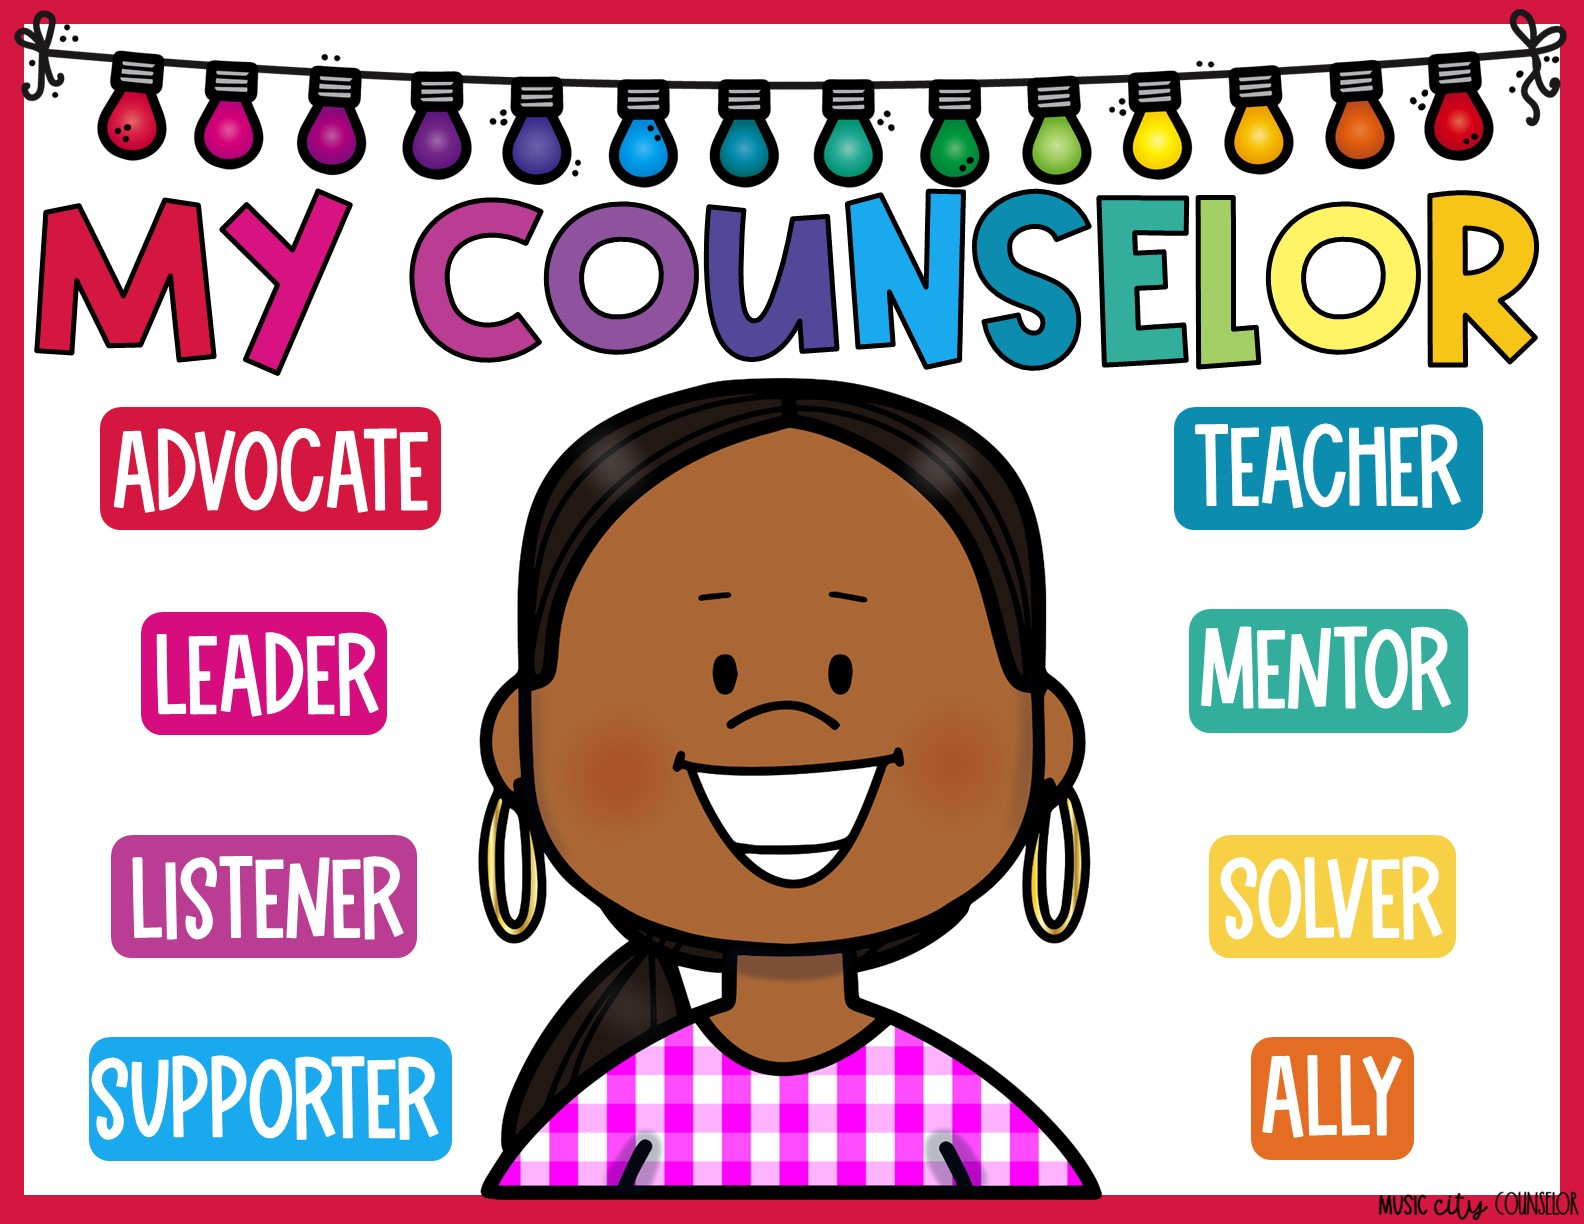 MY COUNSELOR
ADVOCATE
TEACHER
LEADER
MENTOR
LISTENER
SOLVER
SUPPORTER
ALLY
MUSIC city COUNSELOR